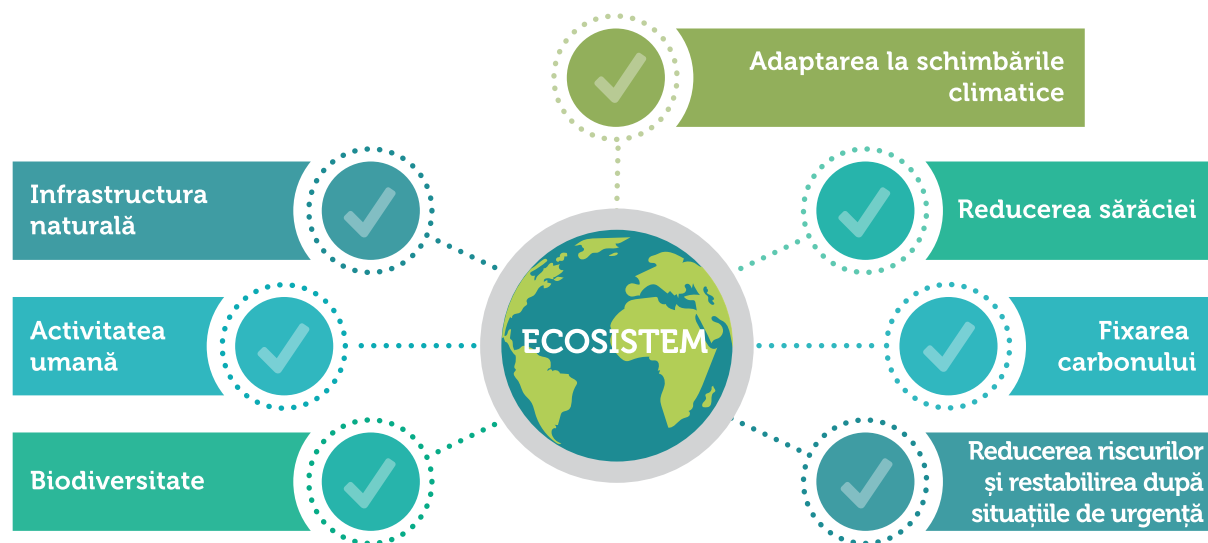 Adaptarea la schimbările
climatice
Infrastructura
naturală
Reducerea sărăciei
Activitatea
umană
ECOSISTEM
Fixarea
carbonului
Biodiversitate
Reducerea riscurilor
și restabilirea după
situațiile de urgență